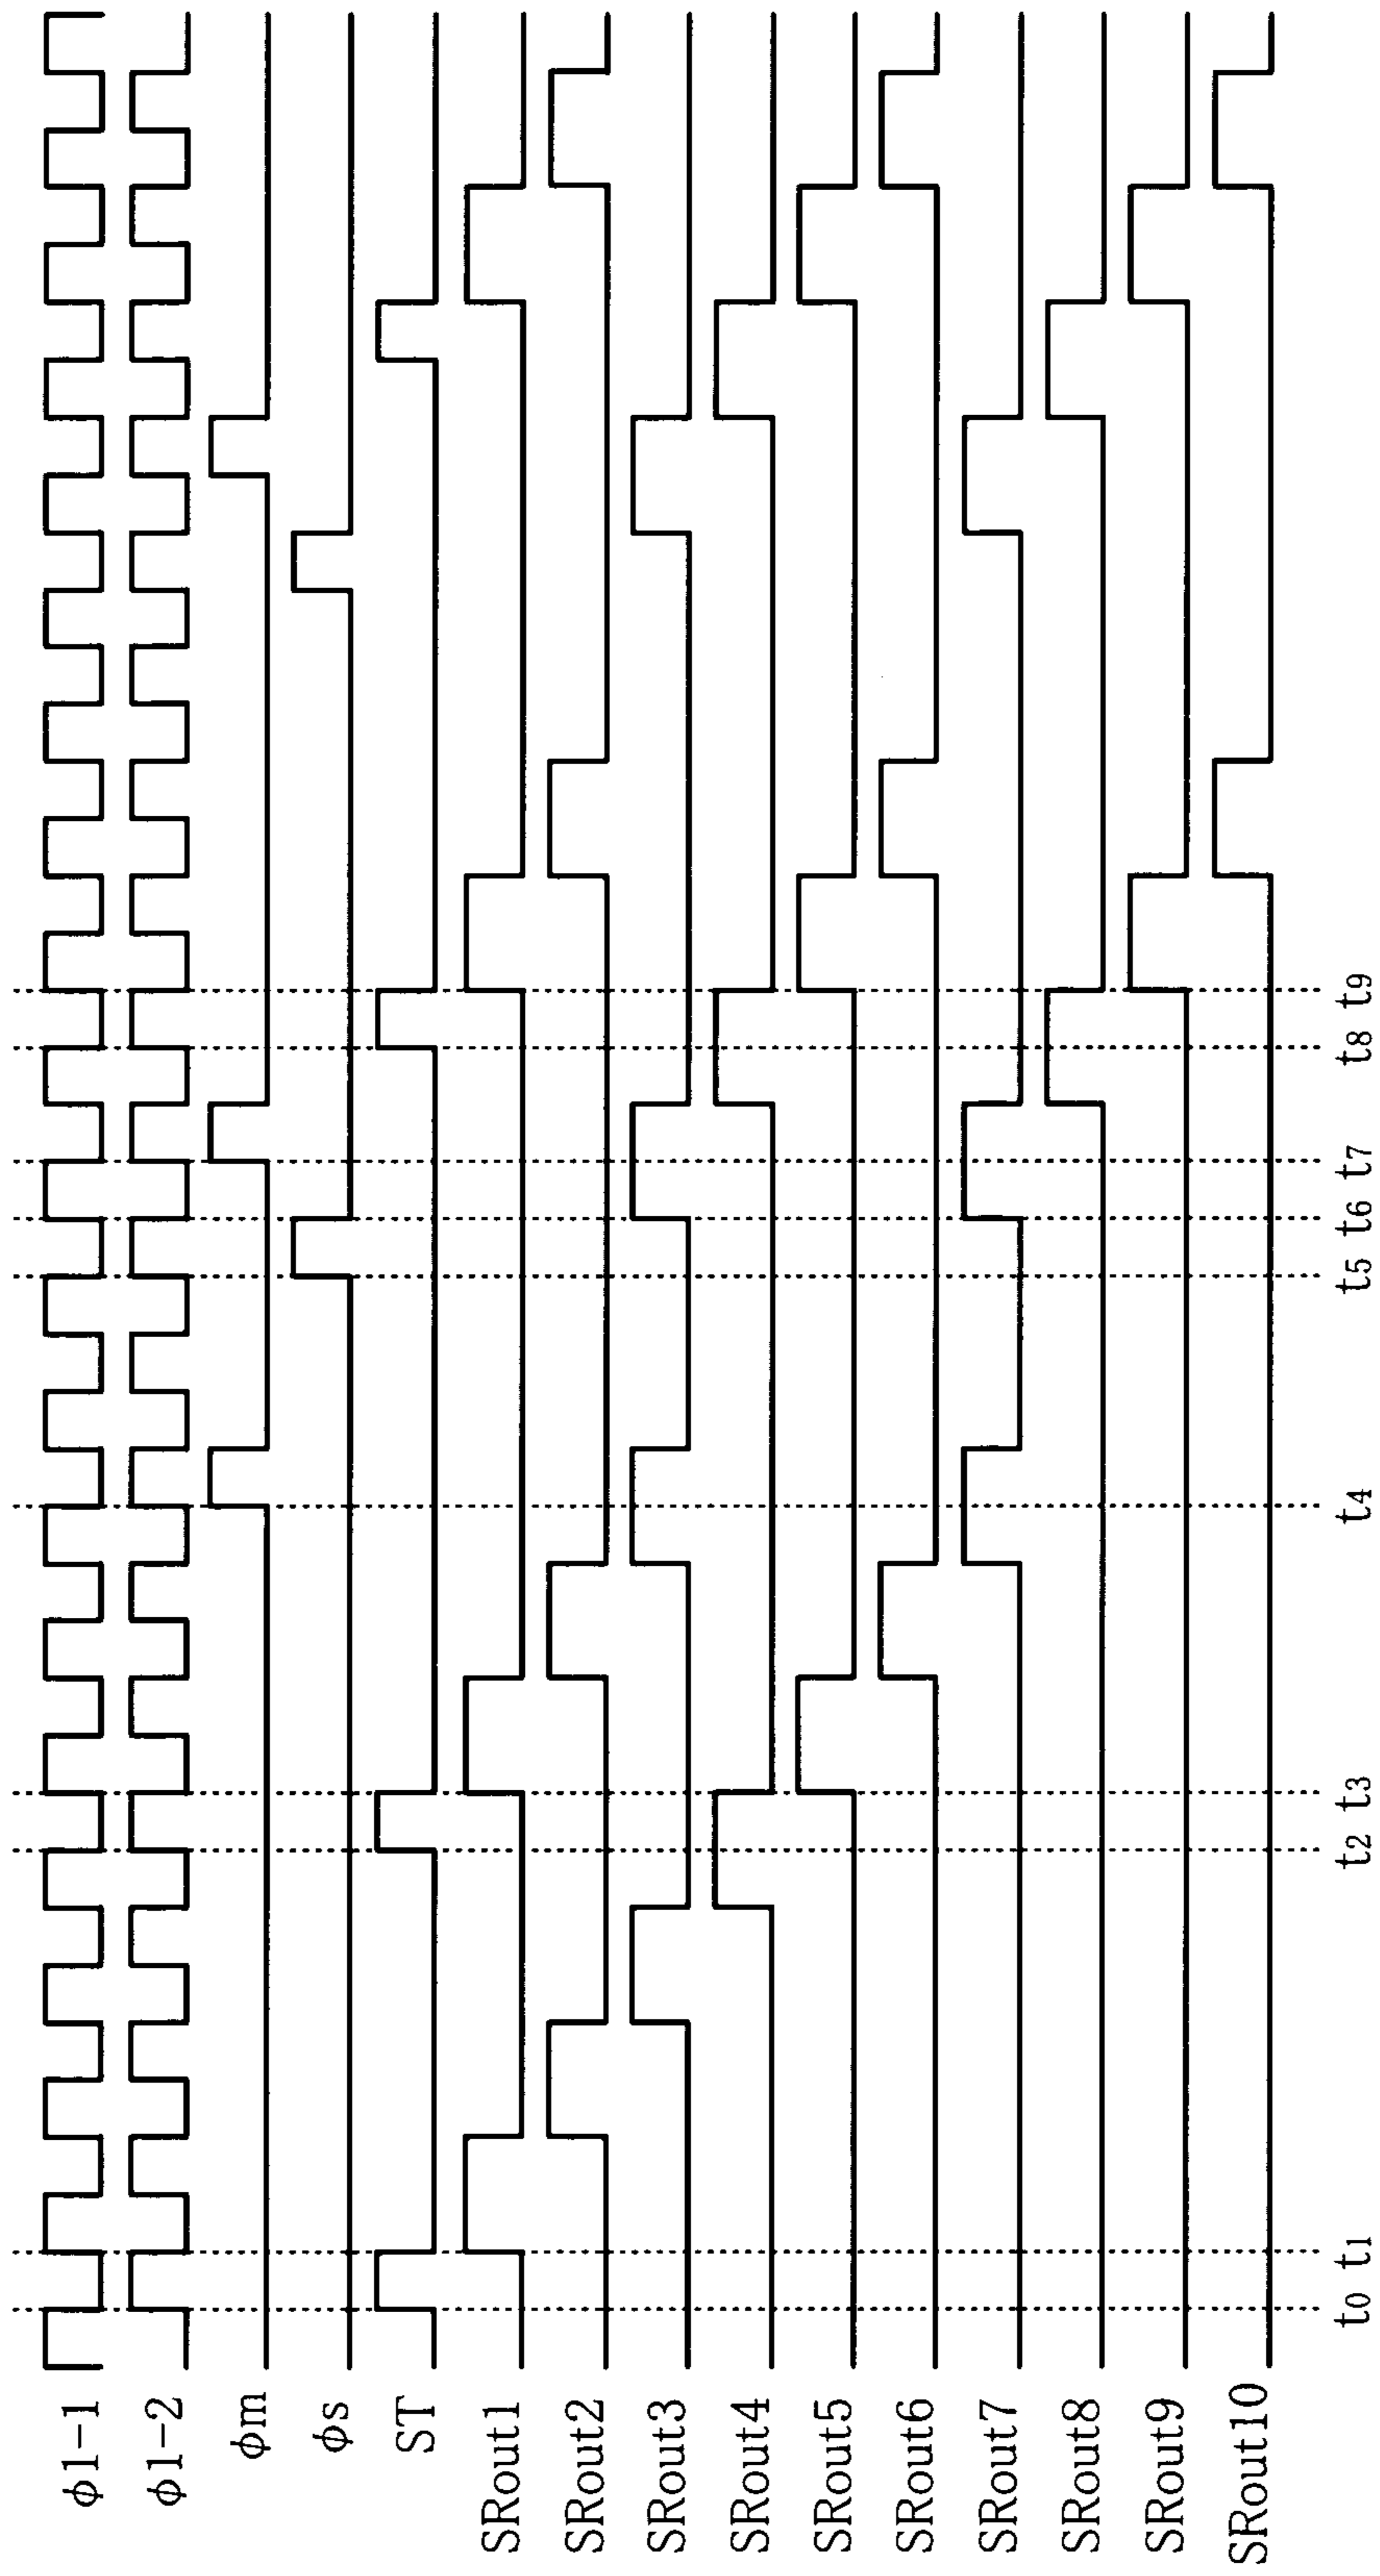 φ1-1
φ1-2
φm
φs
ST
SRout1
SRout2
SRout3
SRout4
SRout5
SRout6
SRout7
SRout8
SRout9
SRout10
t0 t1 t2 t3 t4 t5 t6 t7 t8 t9